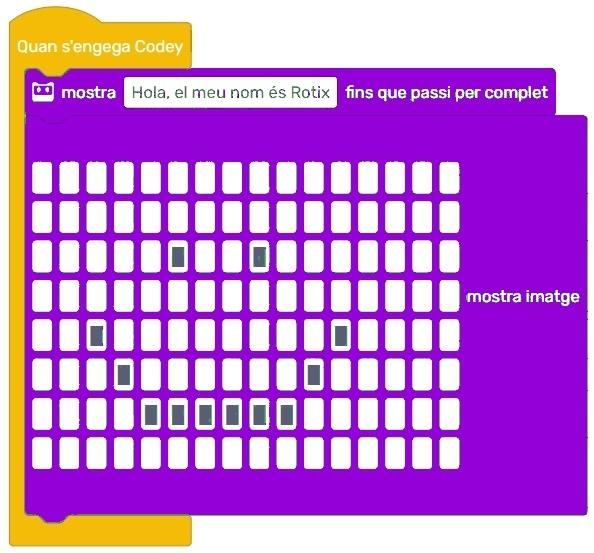 Quan s'engega Codey
mostra Hola, el meu nom és Rotix fins que passi per complet
mostra imatge